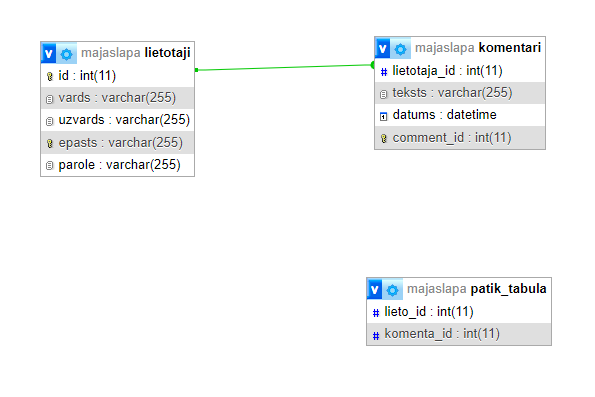 v majaslapa lietotaji
id : int(11)
vards : varchar(255)
uzvards : varchar(255)
epasts : varchar(255)
parole : varchar(255)
v majaslapa komentari
# lietotaja_id : int(11)
teksts : varchar(255)
datums : datetime
comment_id : int(11)
v majaslapa patik_tabula
# lieto_id : int(11)
# komenta_id : int(11)